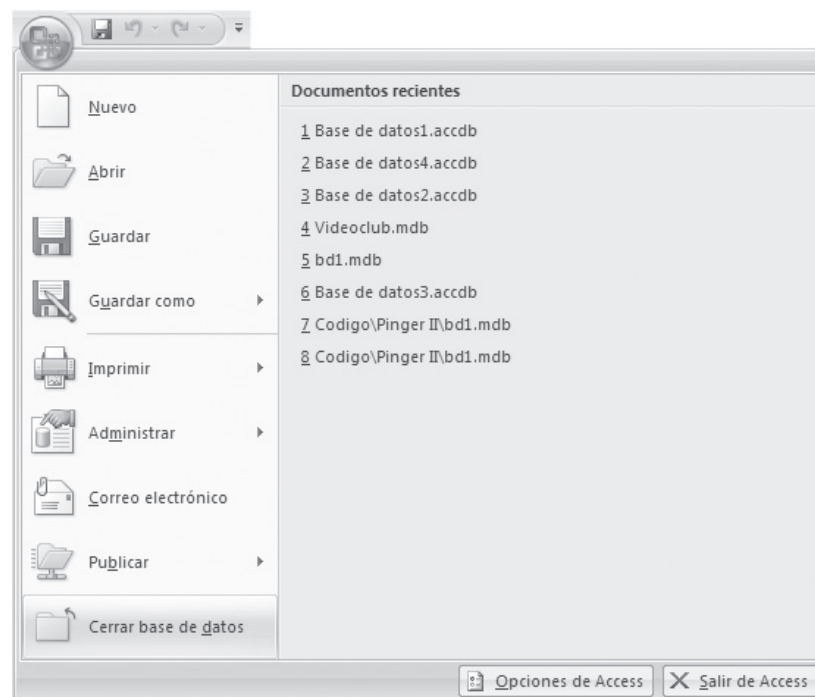 Nuevo
Abrir
Guardar
Guardar como
Imprimir
Administrar
Correo electrónico
Publicar
Cerrar base de datos
Documentos recientes
1 Base de datos1.accdb
2 Base de datos4.accdb
3 Base de datos2.accdb
4 Videoclub.mdb
5 bd1.mdb
6 Base de datos3.accdb
7 Codigo\Pinger II\bd1.mdb
8 Codigo\Pinger II\bd1.mdb
Opciones de Access
Salir de Access